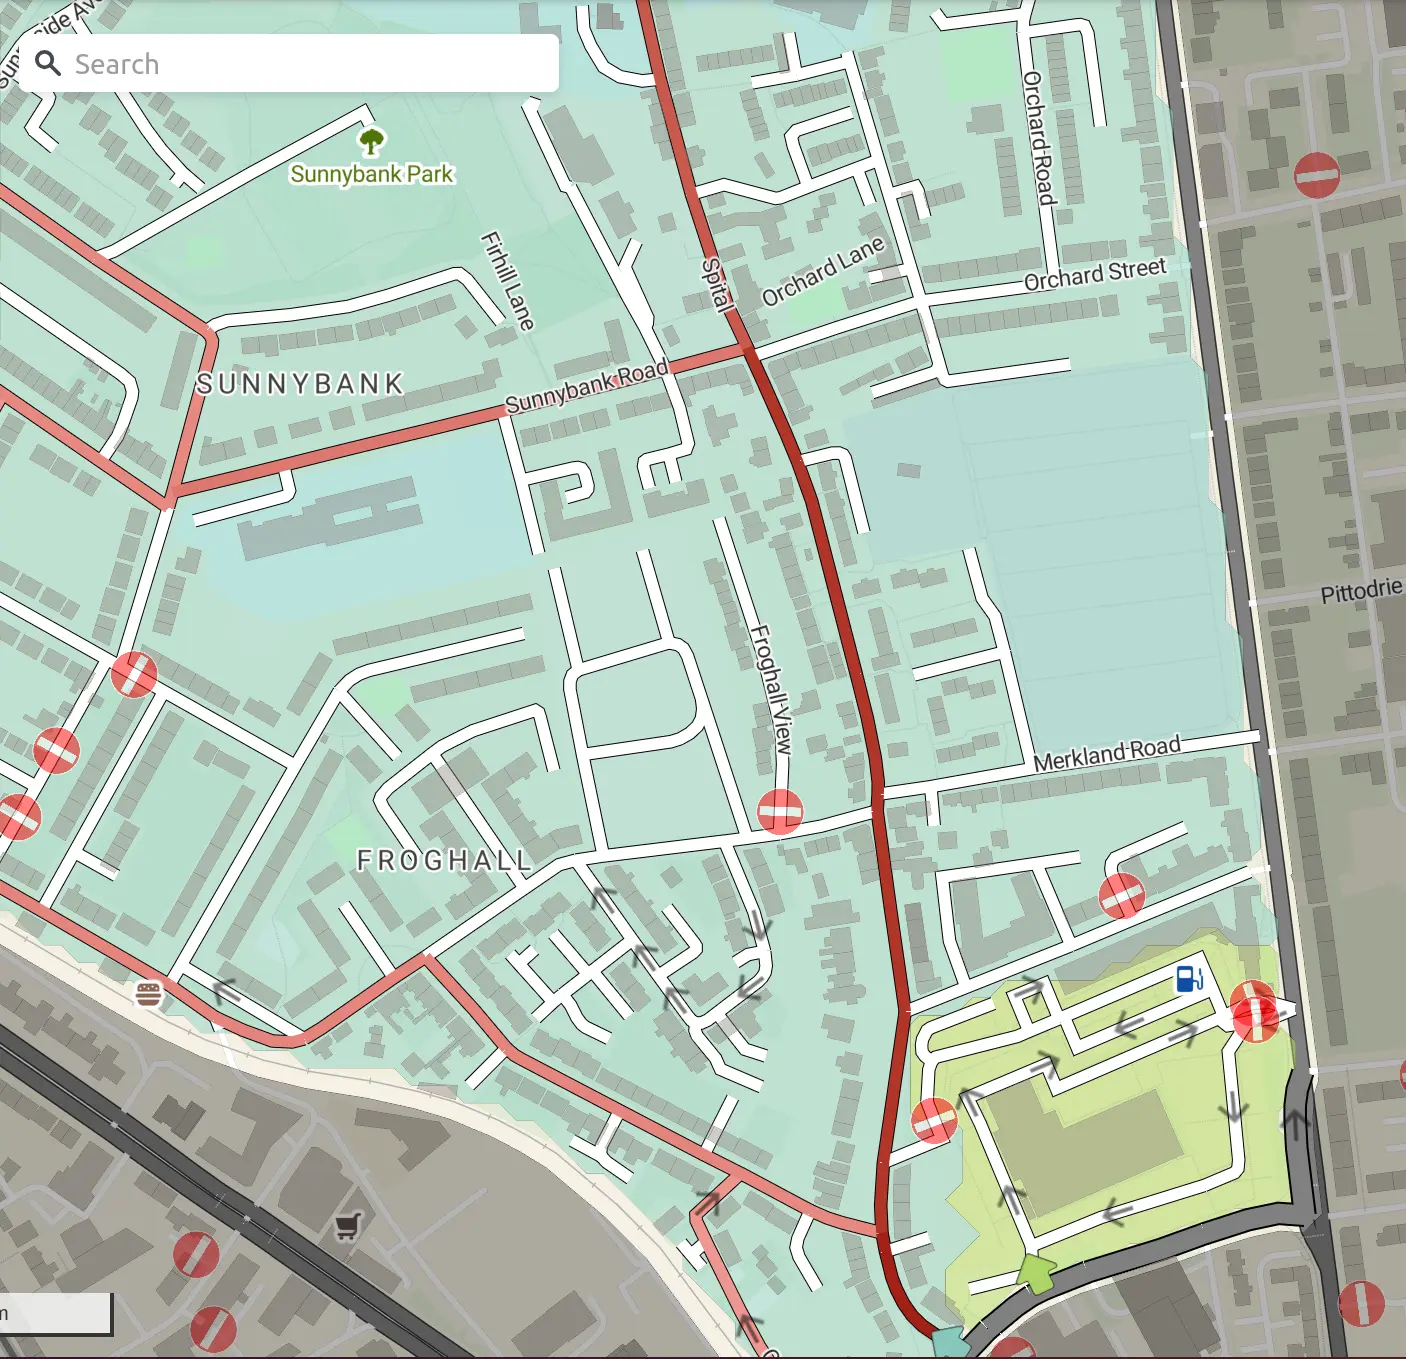 Search
Sunnybank Park
Orchard Road
Firhill Lane
Spital
Orchard Lane
Orchard Street
SUNNYBANK
Sunnybank Road
Pittodrie
Froghall View
Merkland Road
FROGHALL
m